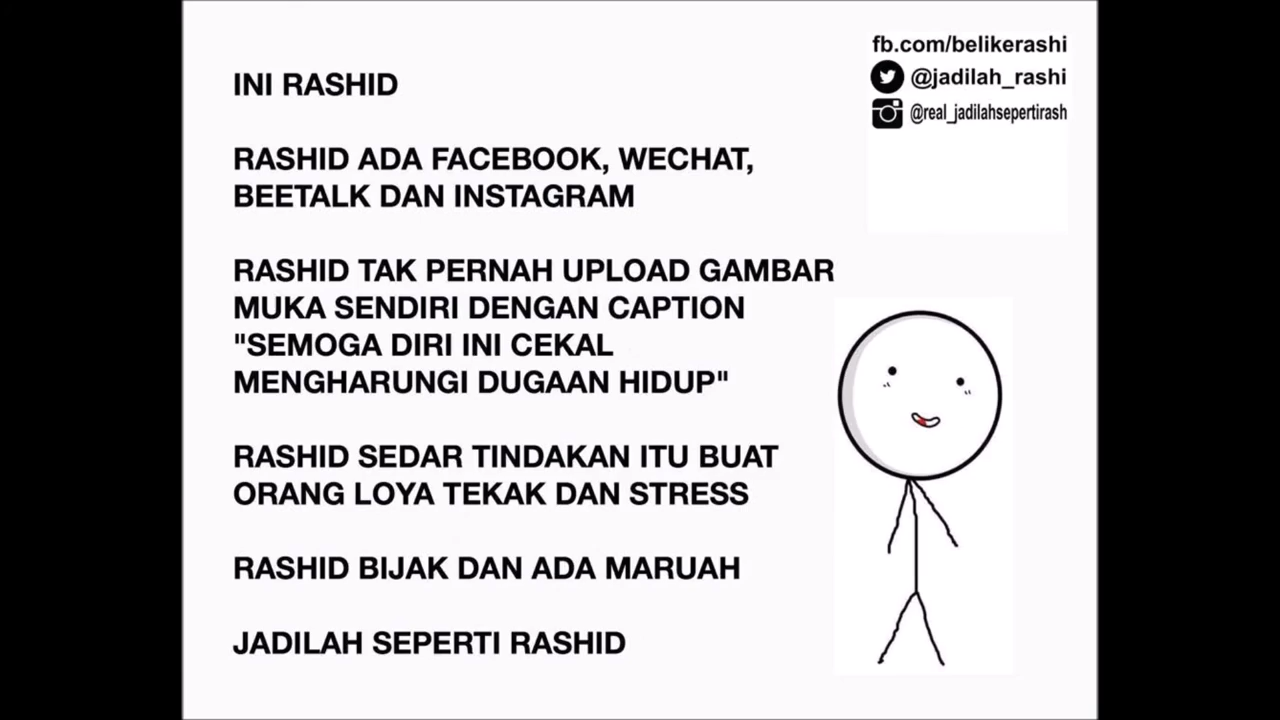 fb.com/belikerashi
@jadilah_rashi
@real_jadilahsepertirash
INI RASHID
RASHID ADA FACEBOOK, WECHAT,
BEETALK DAN INSTAGRAM
RASHID TAK PERNAH UPLOAD GAMBAR
MUKA SENDIRI DENGAN CAPTION
"SEMOGA DIRI INI CEKAL
MENGHARUNGI DUGAAN HIDUP"
RASHID SEDAR TINDAKAN ITU BUAT
ORANG LOYA TEKAK DAN STRESS
RASHID BIJAK DAN ADA MARUAH
JADILAH SEPERTI RASHID